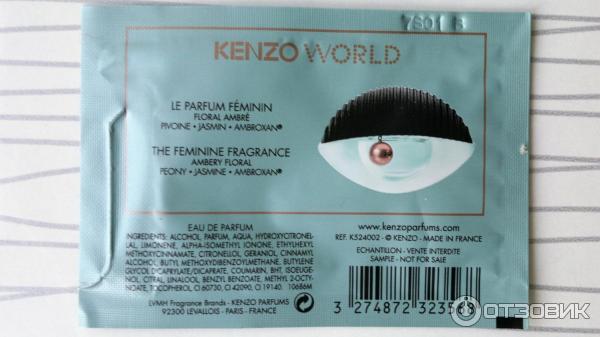 7S01 B
KENZO WORLD
LE PARFUM FÉMININ
FLORAL AMBRÉ
PIVOINE • JASMIN • AMBROXAN®
THE FEMININE FRAGRANCE
AMBERY FLORAL
PEONY • JASMINE • AMBROXAN®
EAU DE PARFUM
INGREDIENTS: ALCOHOL, PARFUM, AQUA, HYDROXYCITRONEL-
LAL, LIMONENE, ALPHA-ISOMETHYL IONONE, ETHYLHEXYL
METHOXYCINNAMATE, CITRONELLOL, GERANIOL, CINNAMYL
ALCOHOL, BUTYL METHOXYDIBENZOYLMETHANE, BUTYLENE
GLYCOL DICAPRYLATE/DICAPRATE, COUMARIN, BHT, ISOEUGE-
NOL, CITRAL, LINALOOL, BENZYL BENZOATE, METHYL 2-OCTY-
NOATE, TOCOPHEROL, CI 60730, CI 42090, CI 19140. 10686M
LVMH Fragrance Brands - KENZO PARFUMS
92300 LEVALLOIS - PARIS - FRANCE
www.kenzoparfums.com
REF. K524002 - © KENZO - MADE IN FRANCE
ECHANTILLON - VENTE INTERDITE
SAMPLE - NOT FOR SALE
3 274872 323568
ОТЗОВИК